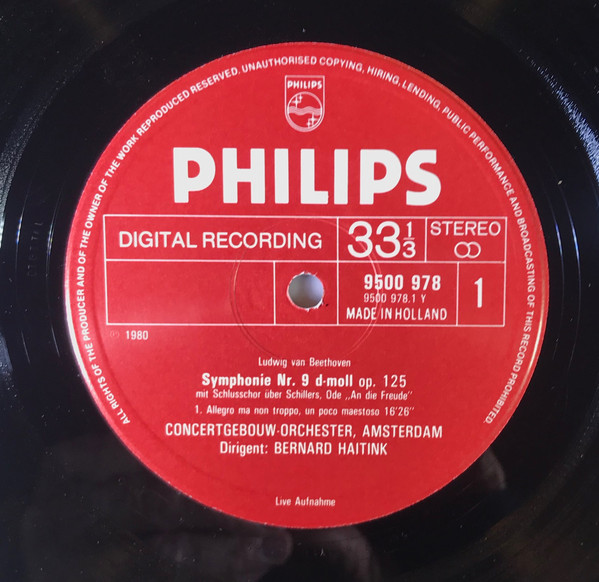 ALL RIGHTS OF THE PRODUCER AND OF THE OWNER OF THE WORK REPRODUCED RESERVED. UNAUTHORISED COPYING, HIRING, LENDING, PUBLIC PERFORMANCE AND BROADCASTING OF THIS RECORD PROHIBITED.
PHILIPS
PHILIPS
DIGITAL RECORDING
33 1/3
STEREO
9500 978
9500 978.1 Y
MADE IN HOLLAND
1
℗ 1980
Ludwig van Beethoven
Symphonie Nr. 9 d-moll op. 125
mit Schlusschor über Schillers, Ode „An die Freude"
1. Allegro ma non troppo, un poco maestoso 16'26"
CONCERTGEBOUW-ORCHESTER, AMSTERDAM
Dirigent: BERNARD HAITINK
Live Aufnahme